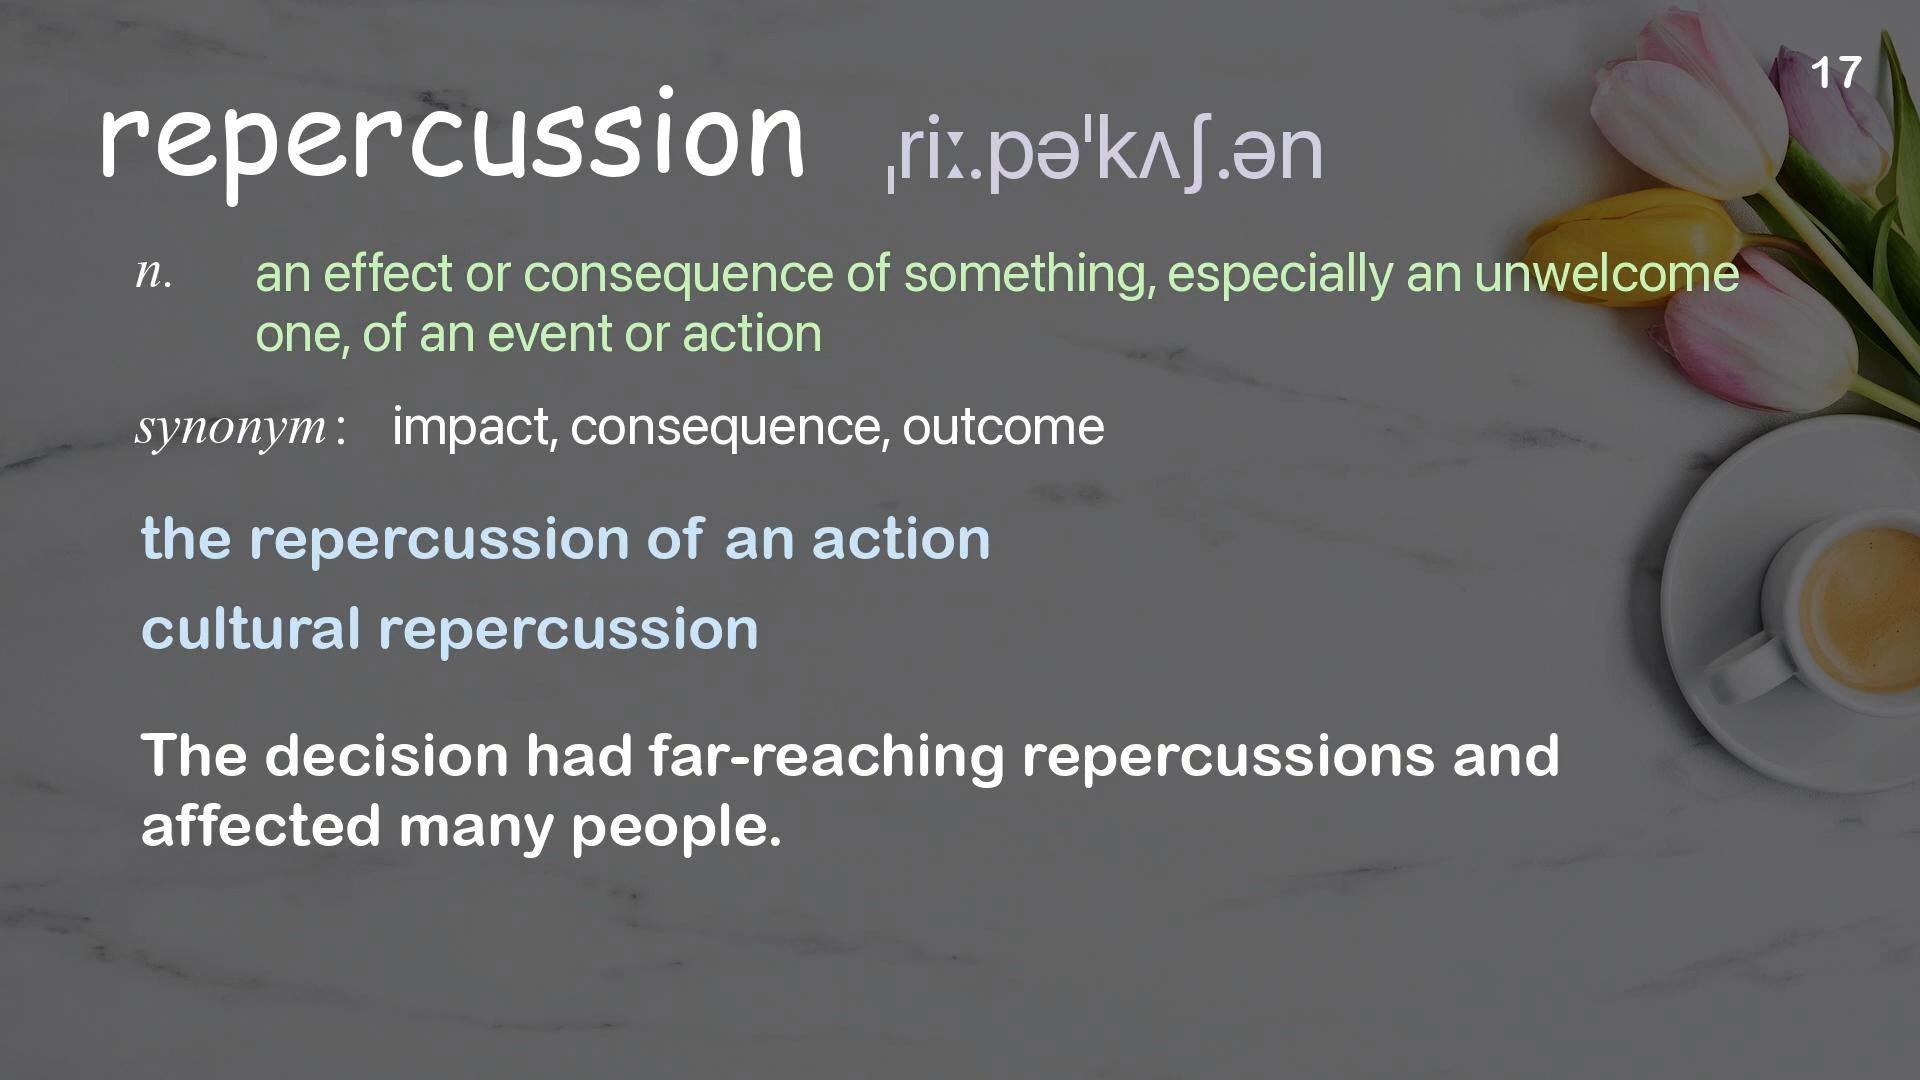 17
repercussion ˌriː.pəˈkʌʃ.ən
n. an effect or consequence of something, especially an unwelcome
one, of an event or action
synonym: impact, consequence, outcome
the repercussion of an action
cultural repercussion
The decision had far-reaching repercussions and
affected many people.